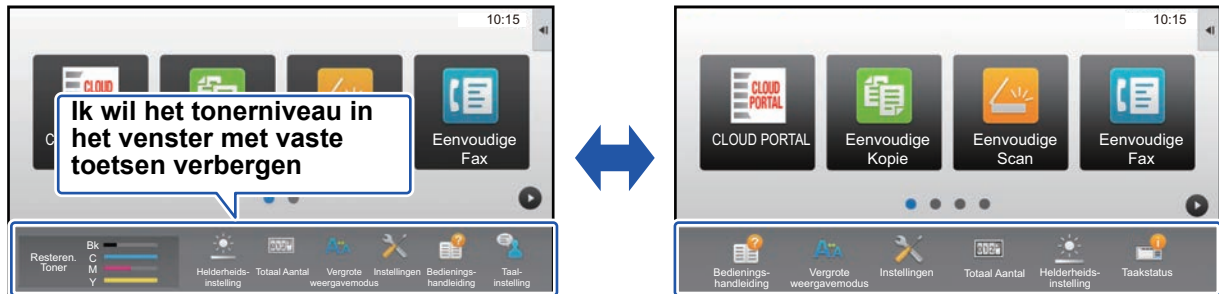 10:15
CLOUD
C
Ik wil het tonerniveau in
het venster met vaste
toetsen verbergen
Eenvoudige
Fax
Resteren.
Toner
Bk
C
M
Y
Helderheids-
instelling
Totaal Aantal
Vergrote
weergavemodus
Instellingen
Bedienings-
handleiding
Taal-
instelling
10:15
CLOUD
PORTAL
CLOUD PORTAL
Eenvoudige
Kopie
Eenvoudige
Scan
Eenvoudige
Fax
Bedienings-
handleiding
Vergrote
weergavemodus
Instellingen
Totaal Aantal
Helderheids-
instelling
Taakstatus